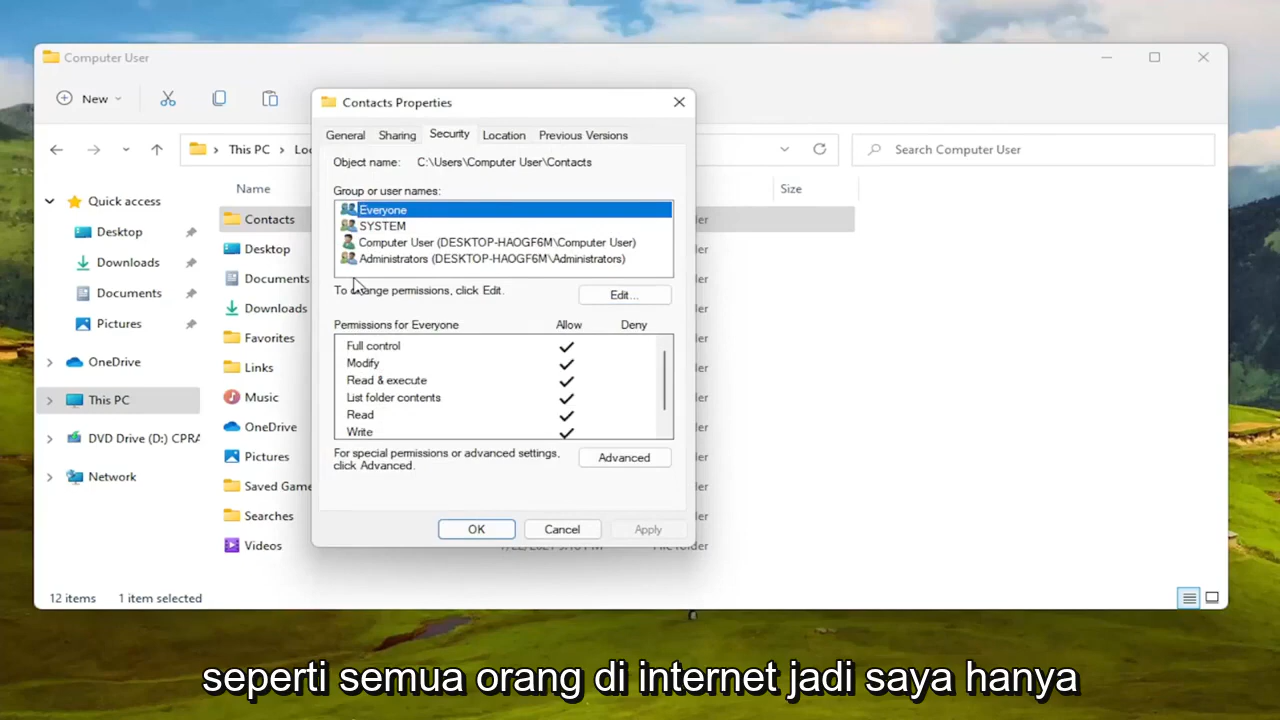 Computer User
New
Contacts Properties
General Sharing Security Location Previous Versions
This PC
Search Computer User
Object name: C:\Users\Computer User\Contacts
Name
Size
Group or user names:
Quick access
Everyone
Contacts
SYSTEM
Desktop
Desktop
Computer User (DESKTOP-HAOGF6M\Computer User)
Downloads
Administrators (DESKTOP-HAOGF6M\Administrators)
Documents
Documents
To change permissions, click Edit.
Edit...
Downloads
Pictures
Permissions for Everyone Allow Deny
Favorites
Full control
OneDrive
Links
Modify
Read & execute
This PC
Music
List folder contents
Read
OneDrive
Write
DVD Drive (D:) CPRA
Pictures
For special permissions or advanced settings,
click Advanced.
Advanced
Network
Saved Game
Searches
OK Cancel Apply
Videos
12 items 1 item selected
seperti semua orang di internet jadi saya hanya